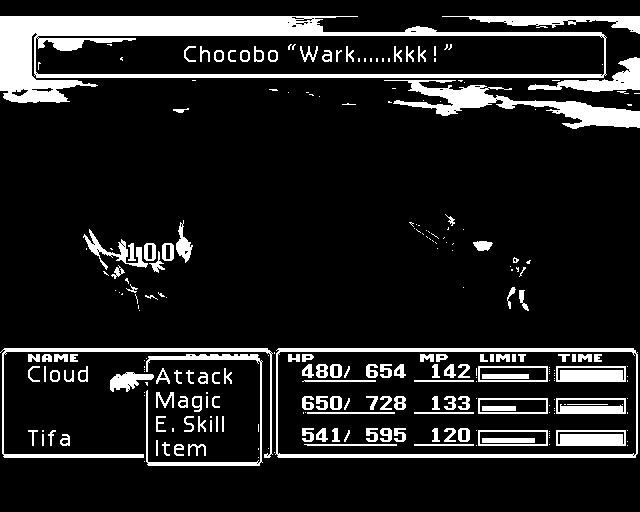 Chocobo “Wark......kkk!”
100
NAME HP MP LIMIT TIME
Cloud Attack 480/ 654 142
Magic 650/ 728 133
E. Skill
Tifa Item 541/ 595 120